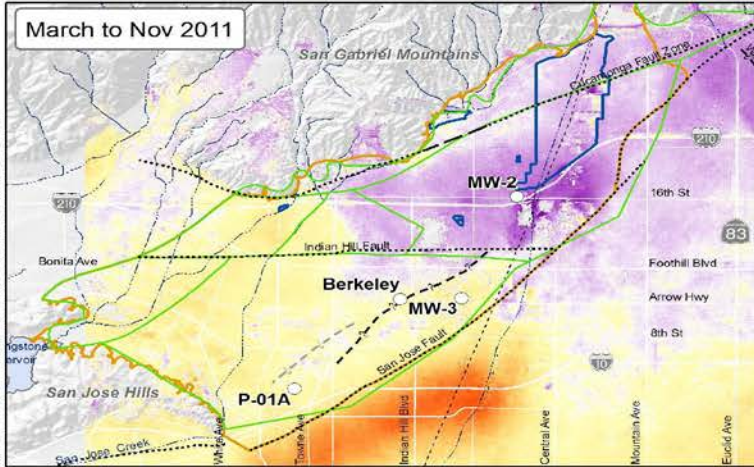 March to Nov 2011
San Gabriel Mountains
Cucamonga Fault Zone
210
MW-2
16th St
210
83
Indian Hill Fault
Bonita Ave
Foothill Blvd
Berkeley
Arrow Hwy
MW-3
8th St
San Jose Fault
10
San Jose Hills
P-01A
San Jose Creek
White Ave
Towne Ave
Indian Hill Blvd
Central Ave
Mountain Ave
Euclid Ave